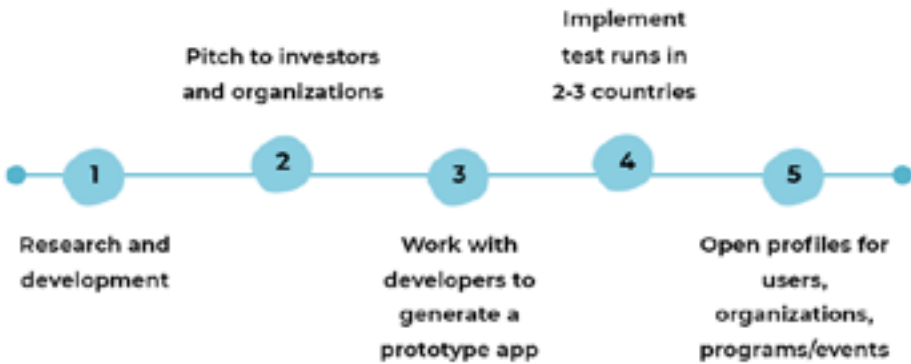 1
Research and
development
2
Pitch to investors
and organizations
3
Work with
developers to
generate a
prototype app
4
Implement
test runs in
2-3 countries
5
Open profiles for
users,
organizations,
programs/events